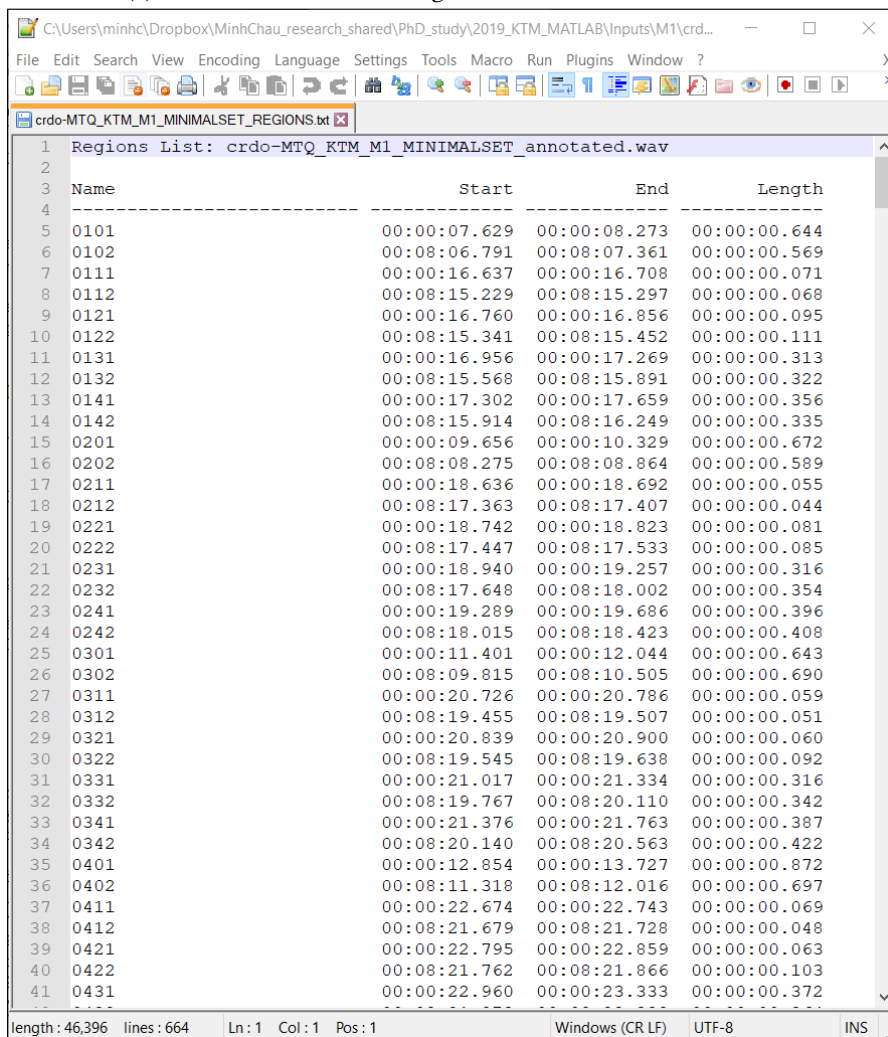 C:\Users\minhc\Dropbox\MinhChau_research_shared\PhD_study\2019_KTM_MATLAB\Inputs\M1\crd...
File Edit Search View Encoding Language Settings Tools Macro Run Plugins Window ?
crdo-MTQ_KTM_M1_MINIMALSET_REGIONS.txt
1 Regions List: crdo-MTQ_KTM_M1_MINIMALSET_annotated.wav
2
3 Name Start End Length
4 -------------------------- ------------- ------------- -------------
5 0101 00:00:07.629 00:00:08.273 00:00:00.644
6 0102 00:08:06.791 00:08:07.361 00:00:00.569
7 0111 00:00:16.637 00:00:16.708 00:00:00.071
8 0112 00:08:15.229 00:08:15.297 00:00:00.068
9 0121 00:00:16.760 00:00:16.856 00:00:00.095
10 0122 00:08:15.341 00:08:15.452 00:00:00.111
11 0131 00:00:16.956 00:00:17.269 00:00:00.313
12 0132 00:08:15.568 00:08:15.891 00:00:00.322
13 0141 00:00:17.302 00:00:17.659 00:00:00.356
14 0142 00:08:15.914 00:08:16.249 00:00:00.335
15 0201 00:00:09.656 00:00:10.329 00:00:00.672
16 0202 00:08:08.275 00:08:08.864 00:00:00.589
17 0211 00:00:18.636 00:00:18.692 00:00:00.055
18 0212 00:08:17.363 00:08:17.407 00:00:00.044
19 0221 00:00:18.742 00:00:18.823 00:00:00.081
20 0222 00:08:17.447 00:08:17.533 00:00:00.085
21 0231 00:00:18.940 00:00:19.257 00:00:00.316
22 0232 00:08:17.648 00:08:18.002 00:00:00.354
23 0241 00:00:19.289 00:00:19.686 00:00:00.396
24 0242 00:08:18.015 00:08:18.423 00:00:00.408
25 0301 00:00:11.401 00:00:12.044 00:00:00.643
26 0302 00:08:09.815 00:08:10.505 00:00:00.690
27 0311 00:00:20.726 00:00:20.786 00:00:00.059
28 0312 00:08:19.455 00:08:19.507 00:00:00.051
29 0321 00:00:20.839 00:00:20.900 00:00:00.060
30 0322 00:08:19.545 00:08:19.638 00:00:00.092
31 0331 00:00:21.017 00:00:21.334 00:00:00.316
32 0332 00:08:19.767 00:08:20.110 00:00:00.342
33 0341 00:00:21.376 00:00:21.763 00:00:00.387
34 0342 00:08:20.140 00:08:20.563 00:00:00.422
35 0401 00:00:12.854 00:00:13.727 00:00:00.872
36 0402 00:08:11.318 00:08:12.016 00:00:00.697
37 0411 00:00:22.674 00:00:22.743 00:00:00.069
38 0412 00:08:21.679 00:08:21.728 00:00:00.048
39 0421 00:00:22.795 00:00:22.859 00:00:00.063
40 0422 00:08:21.762 00:08:21.866 00:00:00.103
41 0431 00:00:22.960 00:00:23.333 00:00:00.372
length : 46,396 lines : 664 Ln : 1 Col : 1 Pos : 1 Windows (CR LF) UTF-8 INS